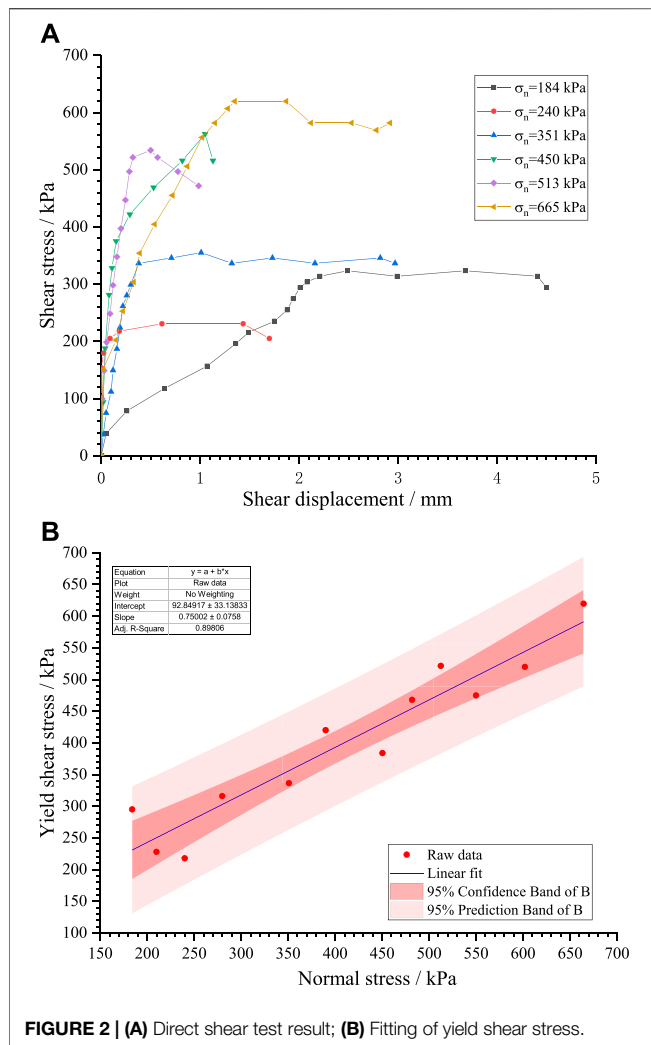 A
700
600
500
400
300
200
100
0
Shear stress / kPa
σn=184 kPa
σn=240 kPa
σn=351 kPa
σn=450 kPa
σn=513 kPa
σn=665 kPa
0 1 2 3 4 5
Shear displacement / mm
B
700
650
600
550
500
450
400
350
300
250
200
150
100
Yield shear stress / kPa
Equation y = a + b*x
Plot Raw data
Weight No Weighting
Intercept 92.84917 ± 33.13833
Slope 0.75002 ± 0.0758
Adj. R-Square 0.89806
Raw data
Linear fit
95% Confidence Band of B
95% Prediction Band of B
150 200 250 300 350 400 450 500 550 600 650 700
Normal stress / kPa
FIGURE 2 | (A) Direct shear test result; (B) Fitting of yield shear stress.